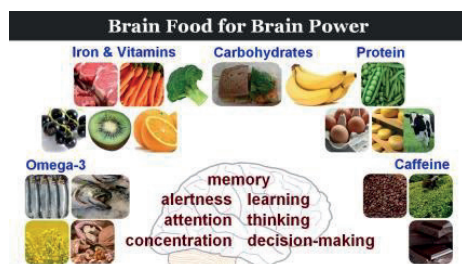 Brain Food for Brain Power
Iron & Vitamins
Carbohydrates
Protein
Omega-3
Caffeine
memory
alertness learning
attention thinking
concentration decision-making